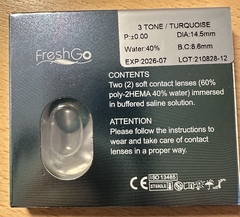 3 TONE / TURQUOISE
P:±0.00 DIA:14.5mm
Water:40% B.C:8.6mm
EXP:2026-07 LOT:210828-12
FreshGo
CONTENTS
Two (2) soft contact lenses (60%
poly-2HEMA 40% water) immersed
in buffered saline solution.
ATTENTION
Please follow the instructions to
wear and take care of contact
lenses in a proper way.
CE
ISO 13485
STERILE